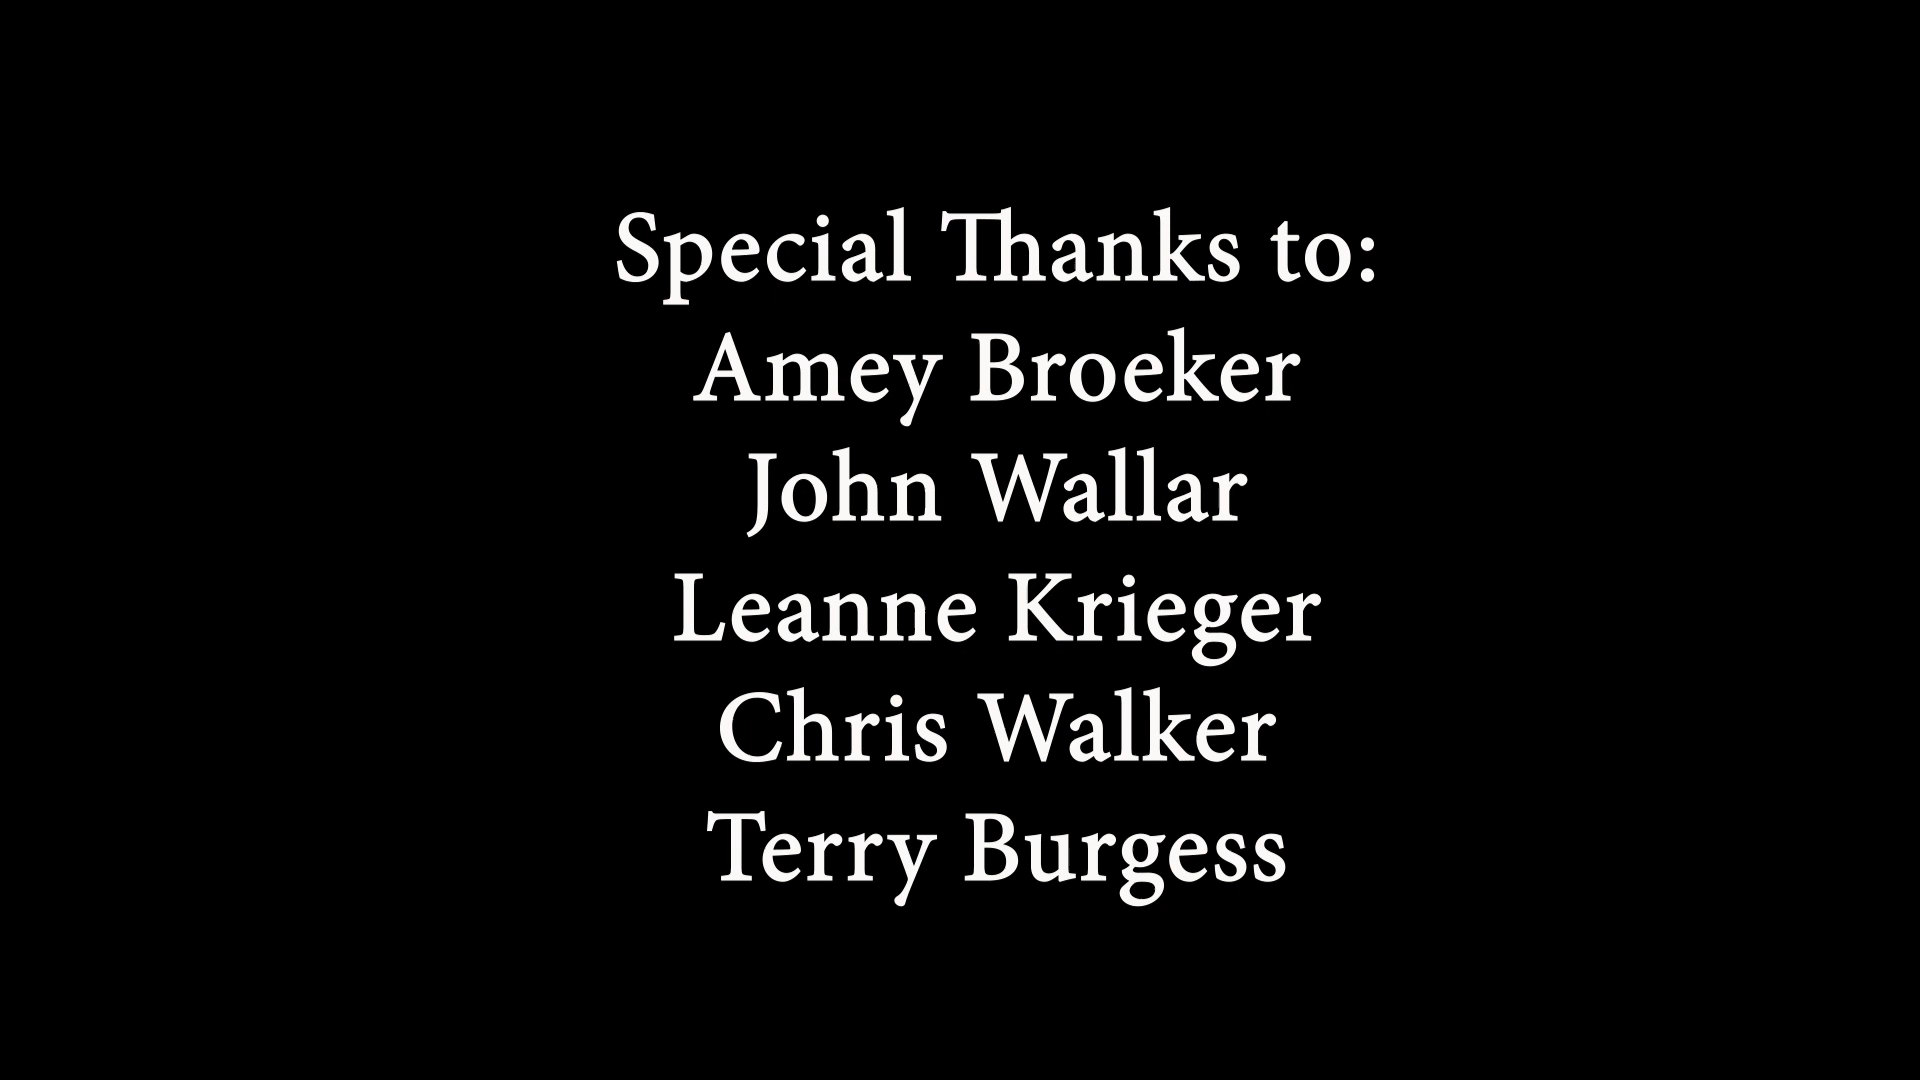 Special Thanks to:
Amey Broeker
John Wallar
Leanne Krieger
Chris Walker
Terry Burgess